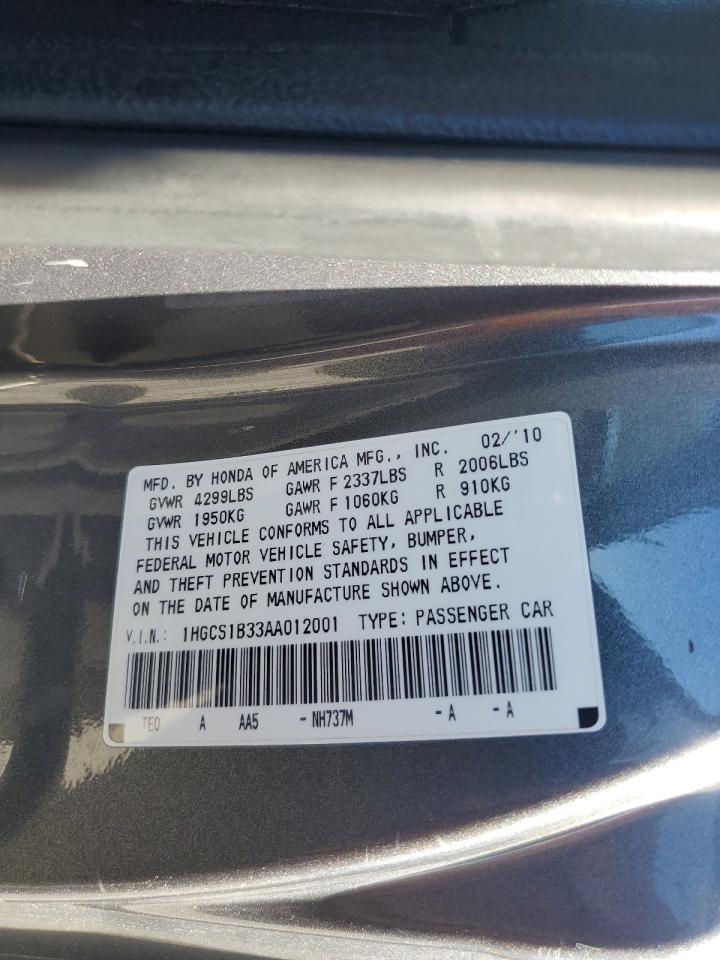 MFD. BY HONDA OF AMERICA MFG., INC. 02/'10
GVWR 4299LBS GAWR F 2337LBS R 2006LBS
GVWR 1950KG GAWR F 1060KG R 910KG
THIS VEHICLE CONFORMS TO ALL APPLICABLE
FEDERAL MOTOR VEHICLE SAFETY, BUMPER,
AND THEFT PREVENTION STANDARDS IN EFFECT
ON THE DATE OF MANUFACTURE SHOWN ABOVE.
V.I.N.: 1HGCS1B33AA012001 TYPE: PASSENGER CAR
TE0 A AA5 - NH737M - A - A